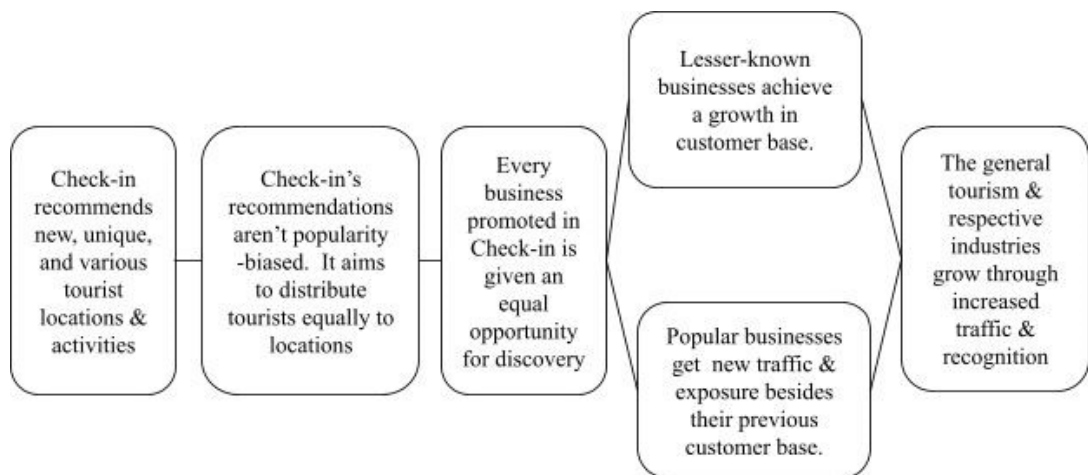 Check-in
recommends
new, unique,
and various
tourist
locations &
activities
Check-in's
recommendations
aren't popularity
-biased. It aims
to distribute
tourists equally to
locations
Every
business
promoted in
Check-in is
given an
equal
opportunity
for discovery
Lesser-known
businesses achieve
a growth in
customer base.
Popular businesses
get new traffic &
exposure besides
their previous
customer base.
The general
tourism &
respective
industries
grow through
increased
traffic &
recognition